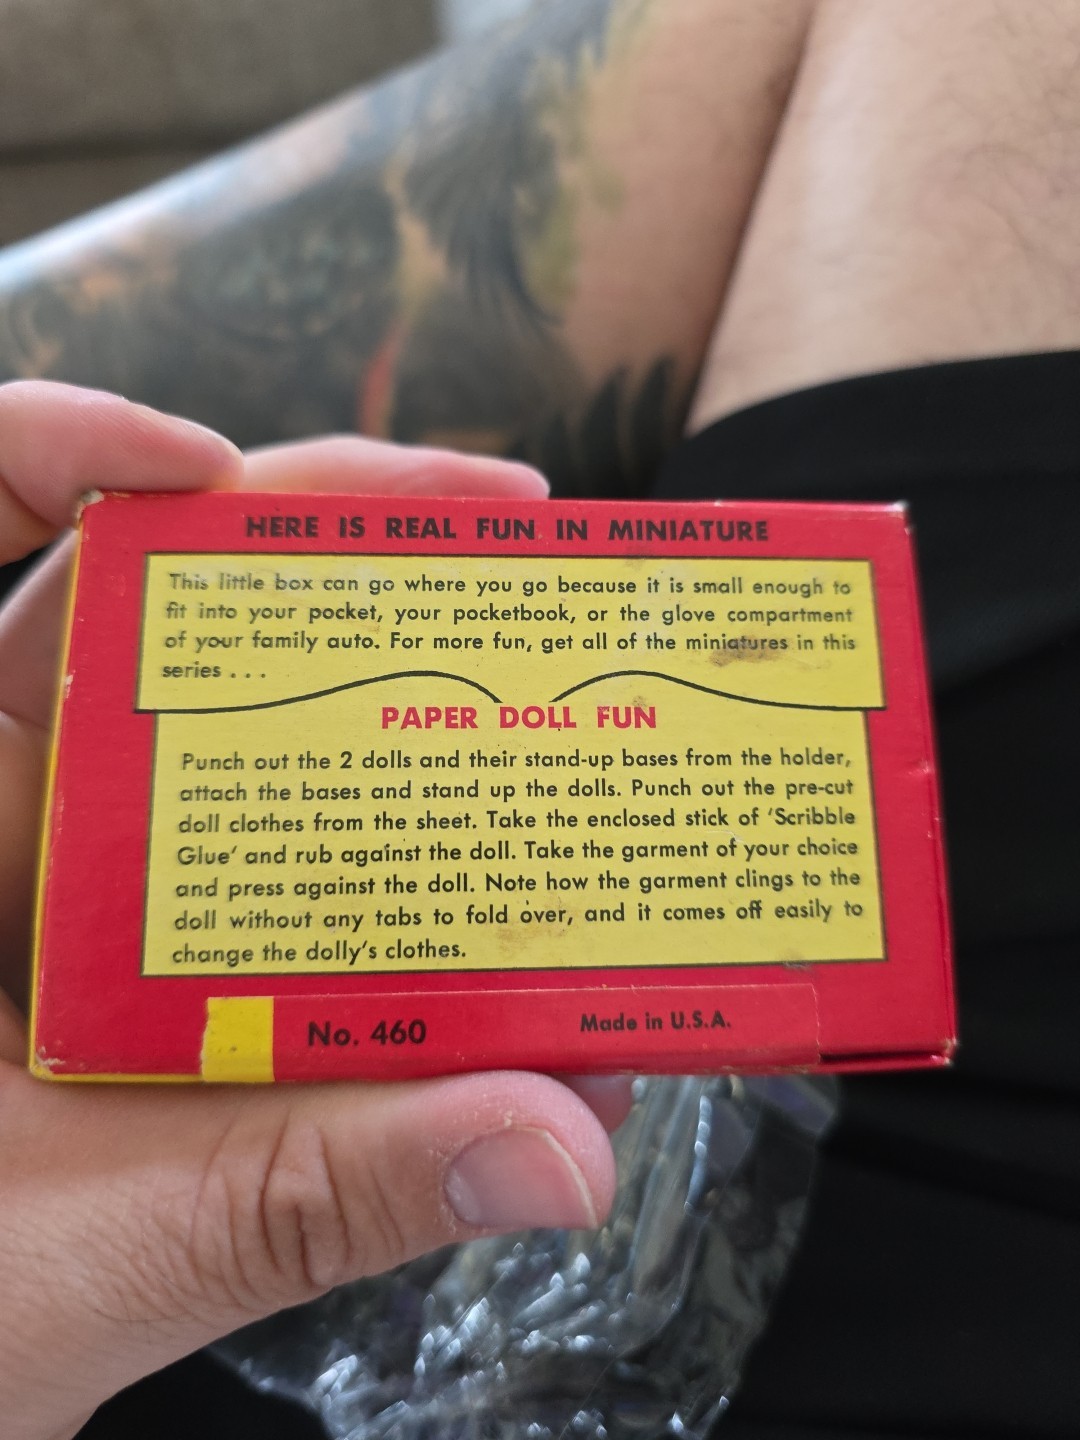 HERE IS REAL FUN IN MINIATURE
This little box can go where you go because it is small enough to
fit into your pocket, your pocketbook, or the glove compartment
of your family auto. For more fun, get all of the miniatures in this
series . . .
PAPER DOLL FUN
Punch out the 2 dolls and their stand-up bases from the holder,
attach the bases and stand up the dolls. Punch out the pre-cut
doll clothes from the sheet. Take the enclosed stick of 'Scribble
Glue' and rub against the doll. Take the garment of your choice
and press against the doll. Note how the garment clings to the
doll without any tabs to fold over, and it comes off easily to
change the dolly's clothes.
No. 460 Made in U.S.A.